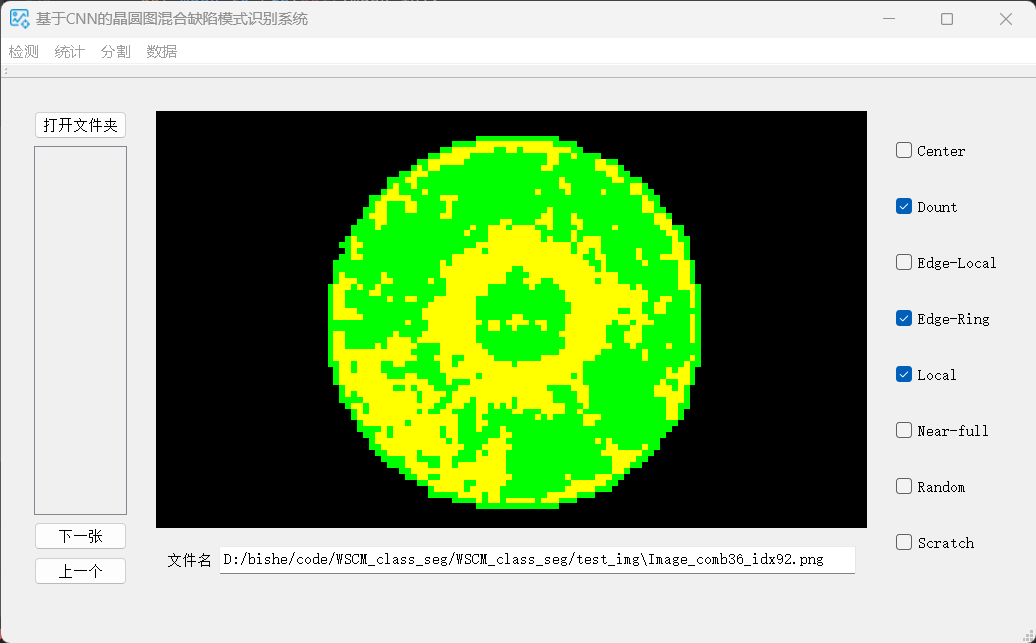 基于CNN的晶圆图混合缺陷模式识别系统
检测 统计 分割 数据
打开文件夹
下一张
上一个
文件名 D:/bishe/code/WSCM_class_seg/WSCM_class_seg/test_img\Image_comb36_idx92.png
Center
Dount
Edge-Local
Edge-Ring
Local
Near-full
Random
Scratch